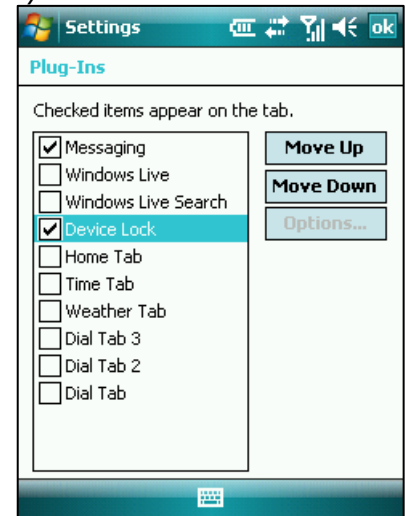 Settings
ok
Plug-Ins
Checked items appear on the tab.
Messaging
Windows Live
Windows Live Search
Device Lock
Home Tab
Time Tab
Weather Tab
Dial Tab 3
Dial Tab 2
Dial Tab
Move Up
Move Down
Options...